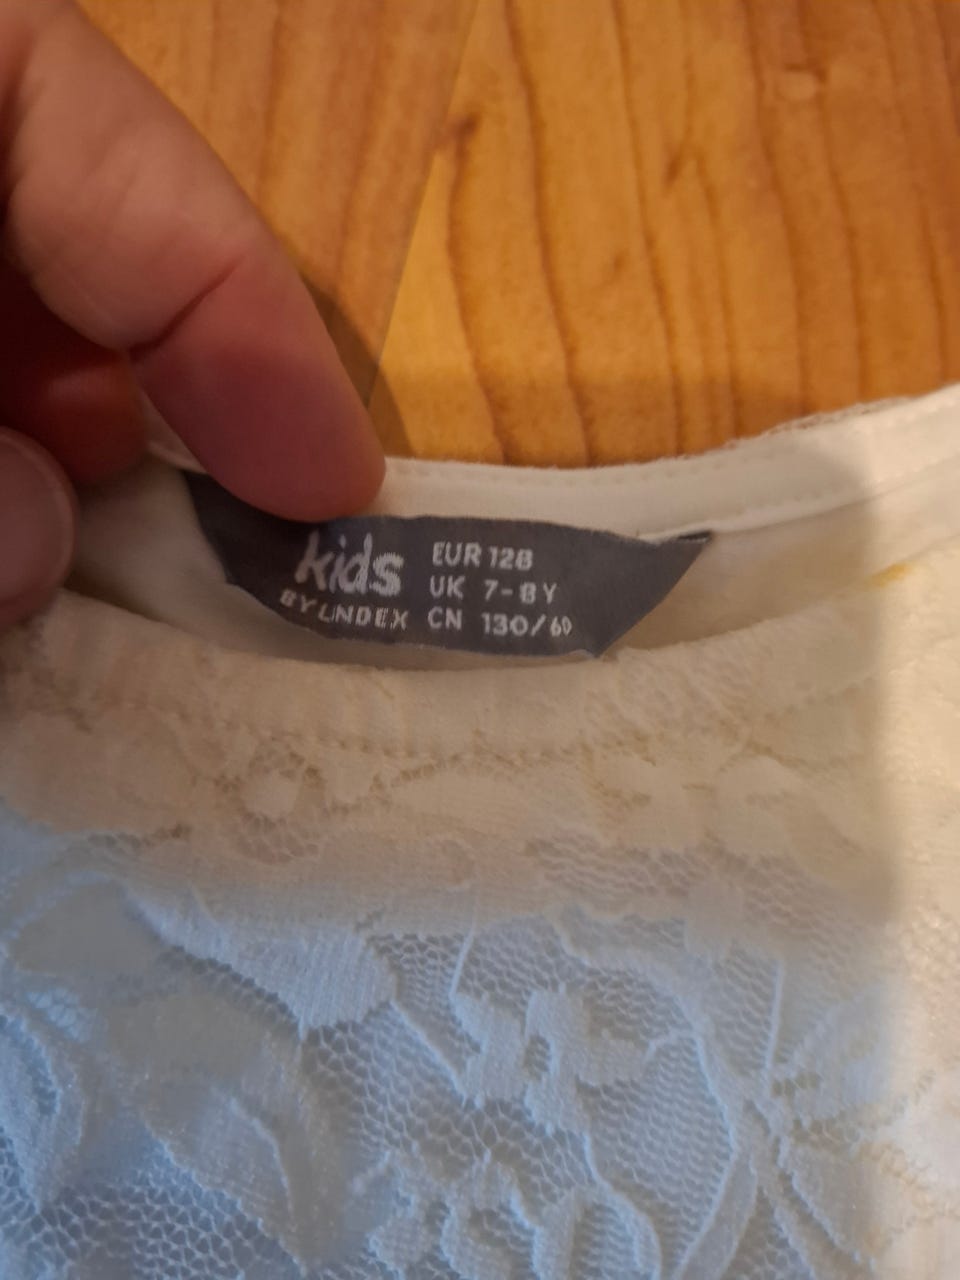 kids
BY LINDEX
EUR 128
UK 7-8Y
CN 130/60